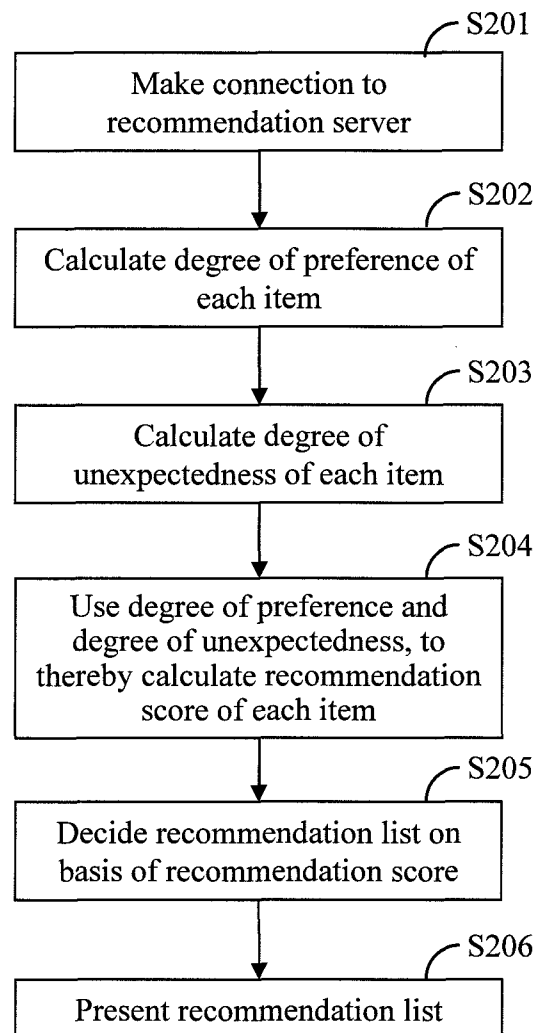 S201
Make connection to
recommendation server
S202
Calculate degree of preference of
each item
S203
Calculate degree of
unexpectedness of each item
S204
Use degree of preference and
degree of unexpectedness, to
thereby calculate recommendation
score of each item
S205
Decide recommendation list on
basis of recommendation score
S206
Present recommendation list